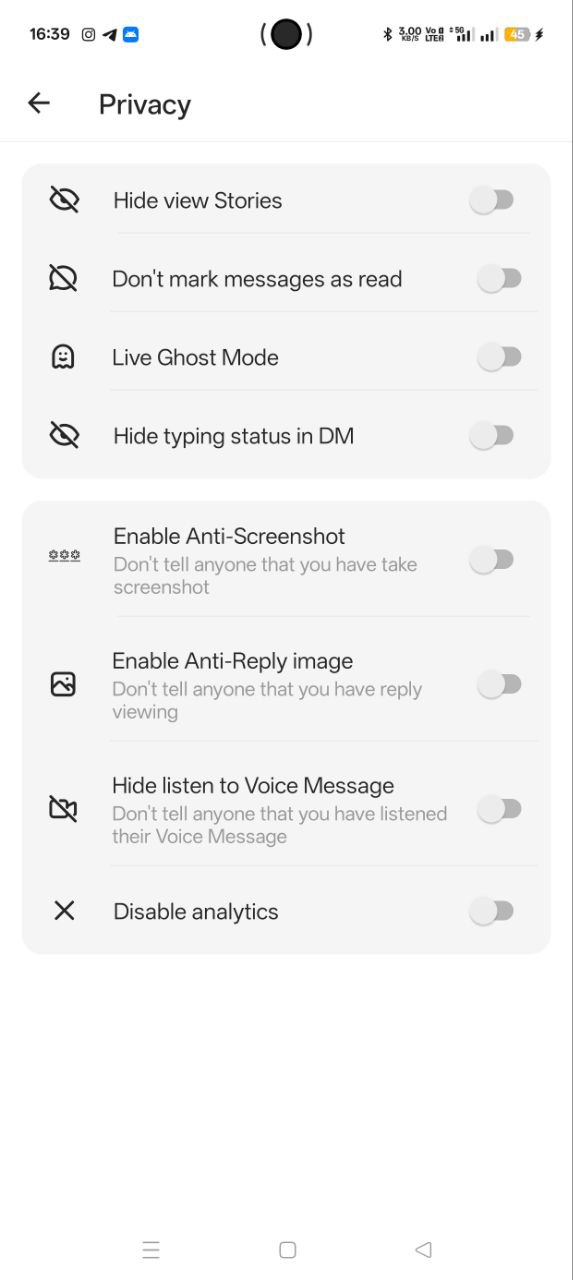 16:39
3.00 KB/S Vo LTE 5G 45
Privacy
Hide view Stories
Don't mark messages as read
Live Ghost Mode
Hide typing status in DM
Enable Anti-Screenshot
Don't tell anyone that you have take
screenshot
Enable Anti-Reply image
Don't tell anyone that you have reply
viewing
Hide listen to Voice Message
Don't tell anyone that you have listened
their Voice Message
Disable analytics